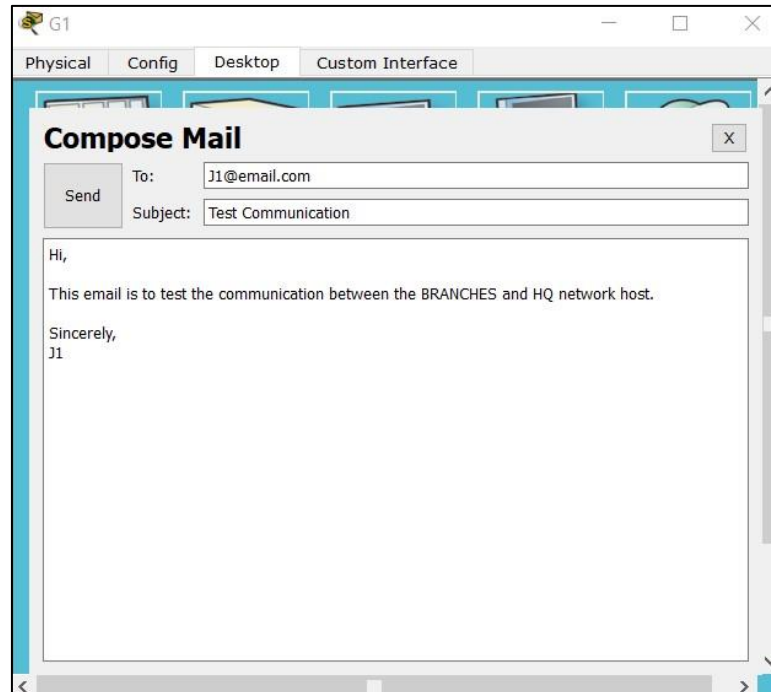 G1
Physical Config Desktop Custom Interface
Compose Mail
X
Send
To: J1@email.com
Subject: Test Communication
Hi,
This email is to test the communication between the BRANCHES and HQ network host.
Sincerely,
J1